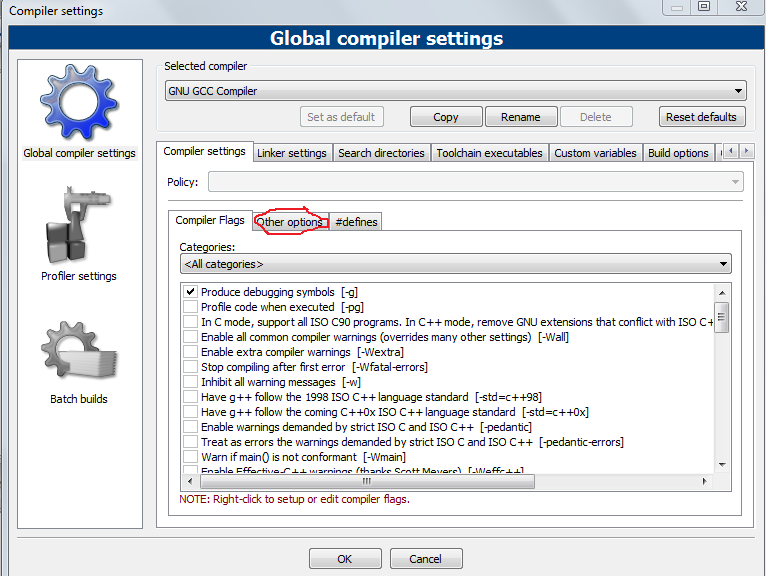 Compiler settings
Global compiler settings
Global compiler settings
Profiler settings
Batch builds
Selected compiler
GNU GCC Compiler
Set as default
Copy
Rename
Delete
Reset defaults
Compiler settings
Linker settings
Search directories
Toolchain executables
Custom variables
Build options
Policy:
Compiler Flags
Other options
#defines
Categories:
<All categories>
Produce debugging symbols [-g]
Profile code when executed [-pg]
In C mode, support all ISO C90 programs. In C++ mode, remove GNU extensions that conflict with ISO C+
Enable all common compiler warnings (overrides many other settings) [-Wall]
Enable extra compiler warnings [-Wextra]
Stop compiling after first error [-Wfatal-errors]
Inhibit all warning messages [-w]
Have g++ follow the 1998 ISO C++ language standard [-std=c++98]
Have g++ follow the coming C++0x ISO C++ language standard [-std=c++0x]
Enable warnings demanded by strict ISO C and ISO C++ [-pedantic]
Treat as errors the warnings demanded by strict ISO C and ISO C++ [-pedantic-errors]
Warn if main() is not conformant [-Wmain]
Enable Effective-C++ warnings (thanks Scott Meyers) [-Weffc++]
NOTE: Right-click to setup or edit compiler flags.
OK
Cancel